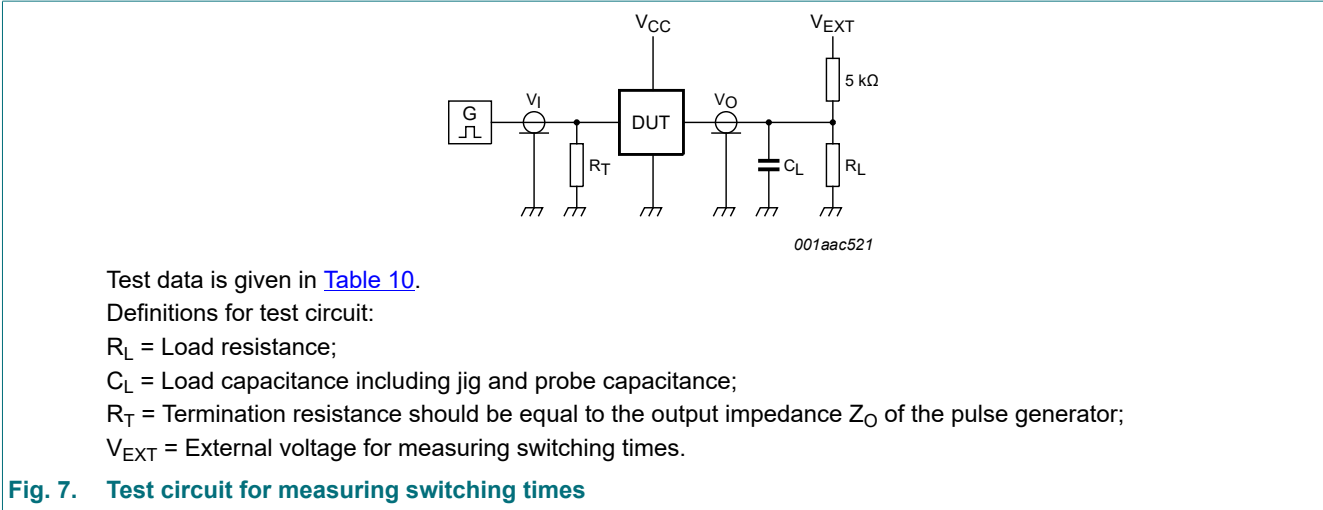 VCC VEXT
5 kΩ
G VI DUT VO
RT CL RL
001aac521
Test data is given in Table 10.
Definitions for test circuit:
RL = Load resistance;
CL = Load capacitance including jig and probe capacitance;
RT = Termination resistance should be equal to the output impedance ZO of the pulse generator;
VEXT = External voltage for measuring switching times.
Fig. 7. Test circuit for measuring switching times